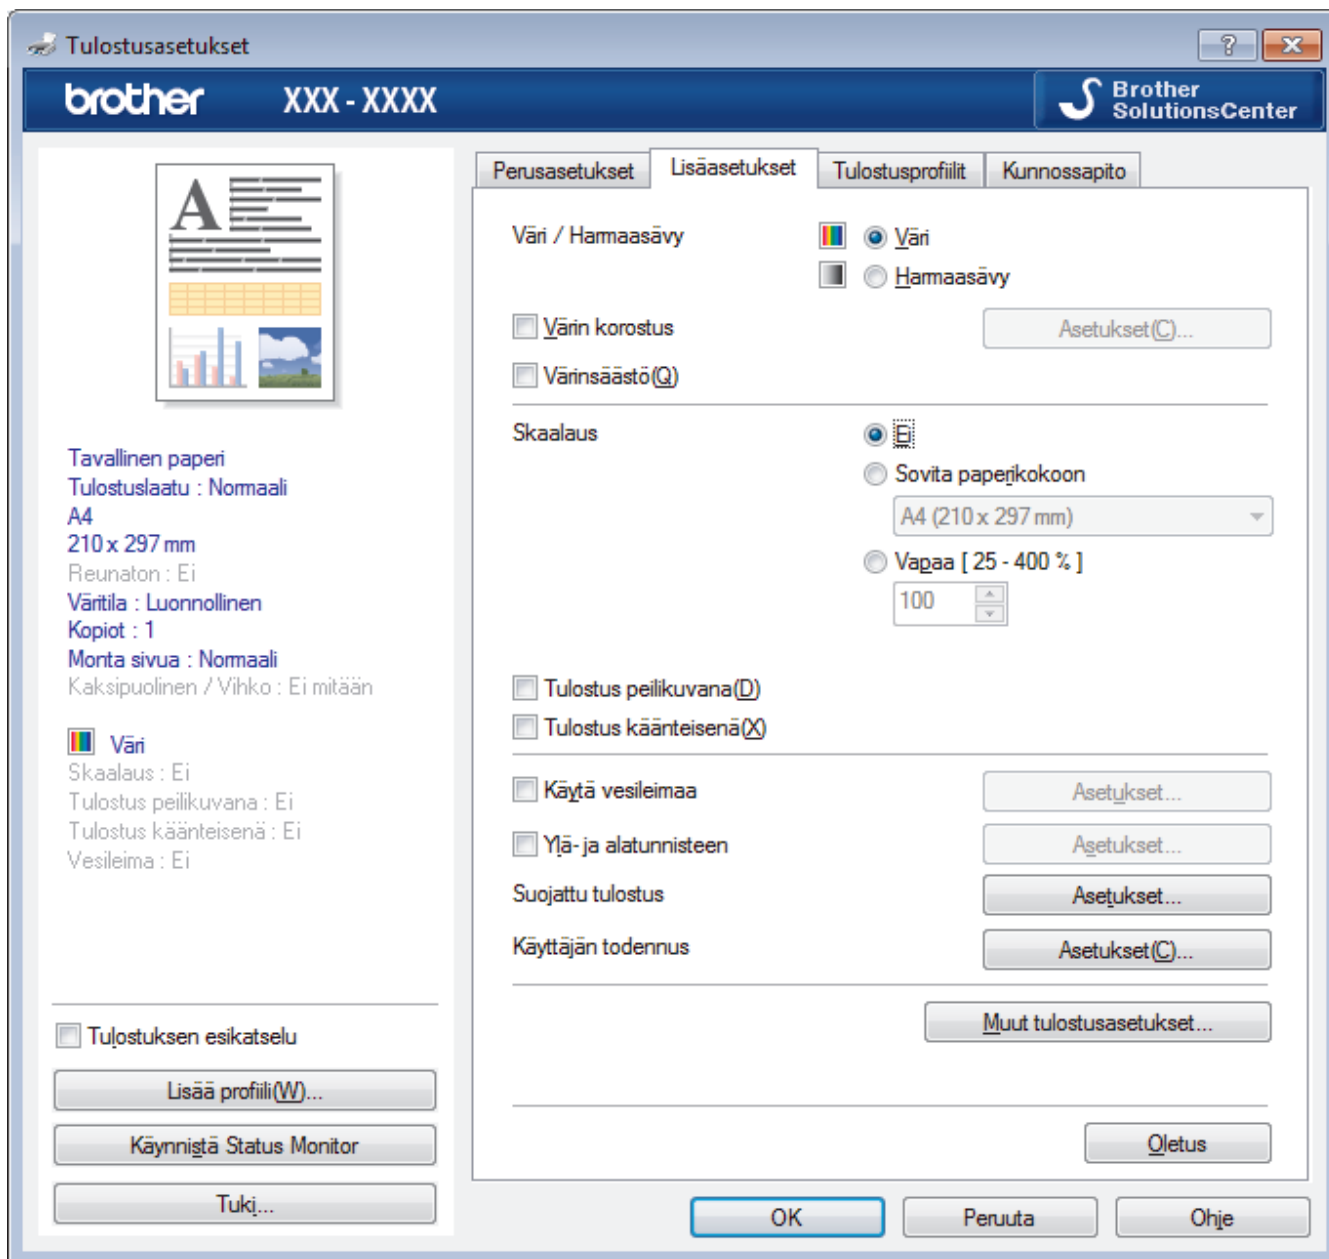 Tulostusasetukset
brother XXX - XXXX
Brother
SolutionsCenter
A
Tavallinen paperi
Tulostuslaatu : Normaali
A4
210 x 297 mm
Reunaton : Ei
Väritila : Luonnollinen
Kopiot : 1
Monta sivua : Normaali
Kaksipuolinen / Vihko : Ei mitään
Väri
Skaalaus : Ei
Tulostus peilikuvana : Ei
Tulostus käänteisenä : Ei
Vesileima : Ei
Tulostuksen esikatselu
Lisää profiili(W)...
Käynnistä Status Monitor
Tuki...
Perusasetukset Lisäasetukset Tulostusprofiilit Kunnossapito
Väri / Harmaasävy Väri
Harmaasävy
Värin korostus Asetukset(C)...
Värinsäästö(Q)
Skaalaus Ei
Sovita paperikokoon
A4 (210 x 297 mm)
Vapaa [ 25 - 400 % ]
100
Tulostus peilikuvana(D)
Tulostus käänteisenä(X)
Käytä vesileimaa Asetukset...
Ylä- ja alatunnisteen Asetukset...
Suojattu tulostus Asetukset...
Käyttäjän todennus Asetukset(C)...
Muut tulostusasetukset...
Oletus
OK Peruuta Ohje